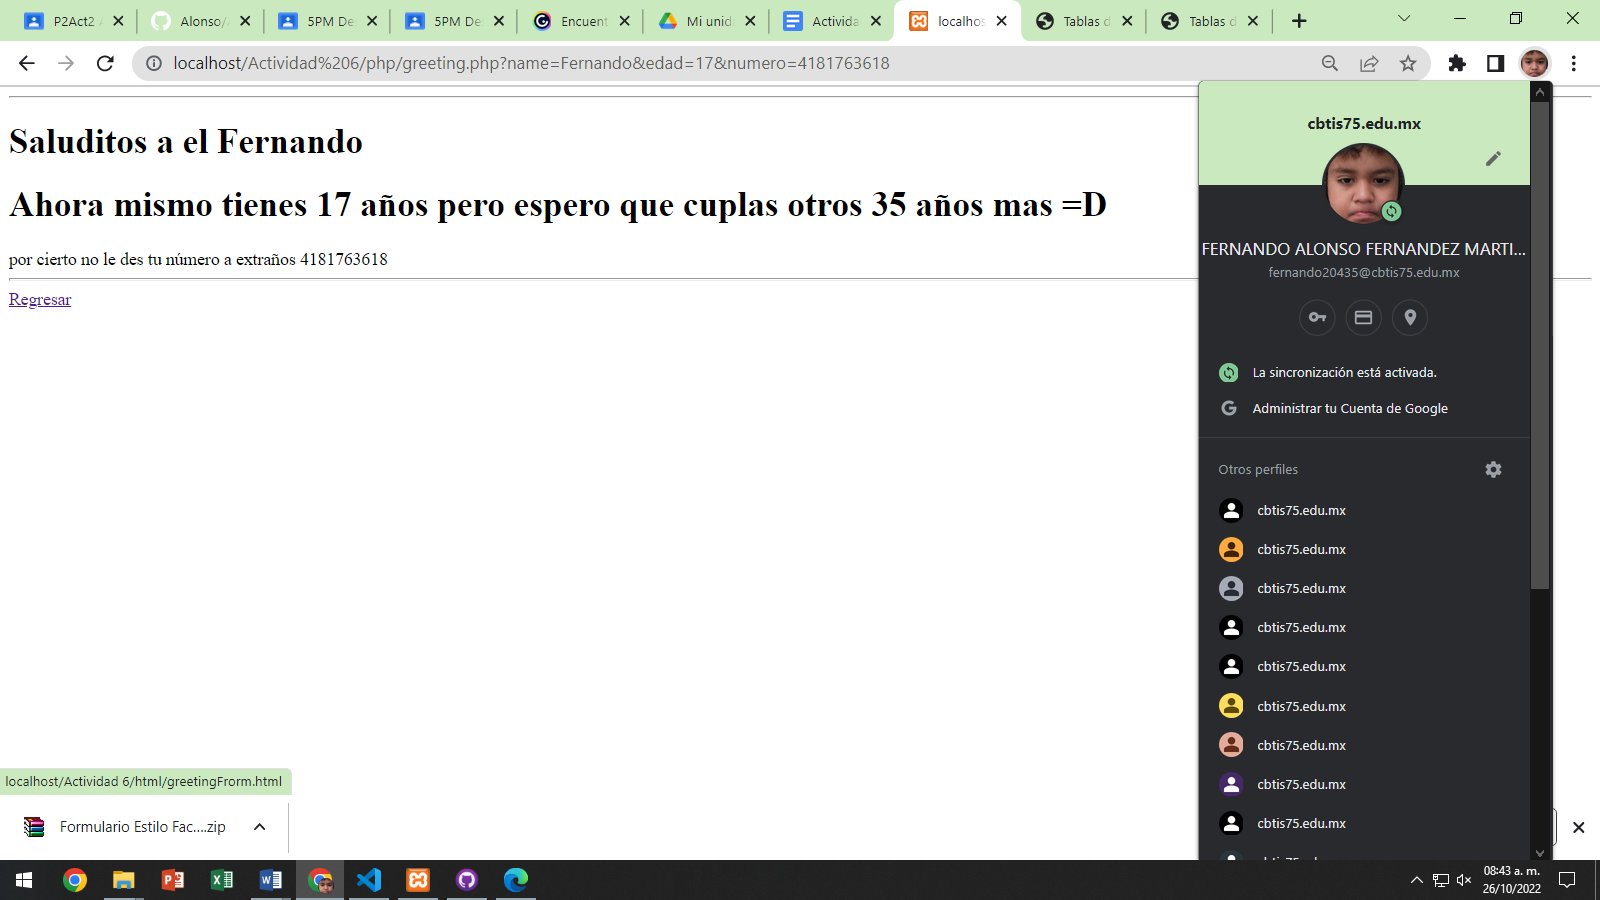 P2Act2 A
Alonso/A
5PM Des
5PM Des
Encuent
Mi unida
Activida
localhos
Tablas d
Tablas d
localhost/Actividad%206/php/greeting.php?name=Fernando&edad=17&numero=4181763618
Saluditos a el Fernando
Ahora mismo tienes 17 años pero espero que cuplas otros 35 años mas =D
por cierto no le des tu número a extraños 4181763618
Regresar
cbtis75.edu.mx
FERNANDO ALONSO FERNANDEZ MARTI...
fernando20435@cbtis75.edu.mx
La sincronización está activada.
Administrar tu Cuenta de Google
Otros perfiles
cbtis75.edu.mx
cbtis75.edu.mx
cbtis75.edu.mx
cbtis75.edu.mx
cbtis75.edu.mx
cbtis75.edu.mx
cbtis75.edu.mx
cbtis75.edu.mx
cbtis75.edu.mx
localhost/Actividad 6/html/greetingFrorm.html
Formulario Estilo Fac....zip
08:43 a. m.
26/10/2022